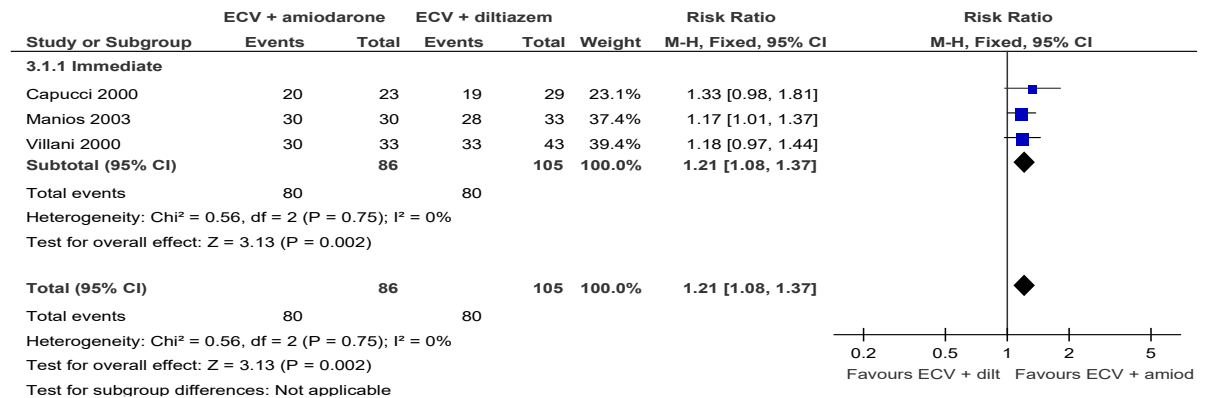 ECV + amiodarone ECV + diltiazem Risk Ratio Risk Ratio
Study or Subgroup Events Total Events Total Weight M-H, Fixed, 95% CI M-H, Fixed, 95% CI
3.1.1 Immediate
Capucci 2000 20 23 19 29 23.1% 1.33 [0.98, 1.81]
Manios 2003 30 30 28 33 37.4% 1.17 [1.01, 1.37]
Villani 2000 30 33 33 43 39.4% 1.18 [0.97, 1.44]
Subtotal (95% CI) 86 105 100.0% 1.21 [1.08, 1.37]
Total events 80 80
Heterogeneity: Chi² = 0.56, df = 2 (P = 0.75); I² = 0%
Test for overall effect: Z = 3.13 (P = 0.002)
Total (95% CI) 86 105 100.0% 1.21 [1.08, 1.37]
Total events 80 80
Heterogeneity: Chi² = 0.56, df = 2 (P = 0.75); I² = 0%
Test for overall effect: Z = 3.13 (P = 0.002)
Test for subgroup differences: Not applicable
0.2 0.5 1 2 5
Favours ECV + dilt Favours ECV + amiod